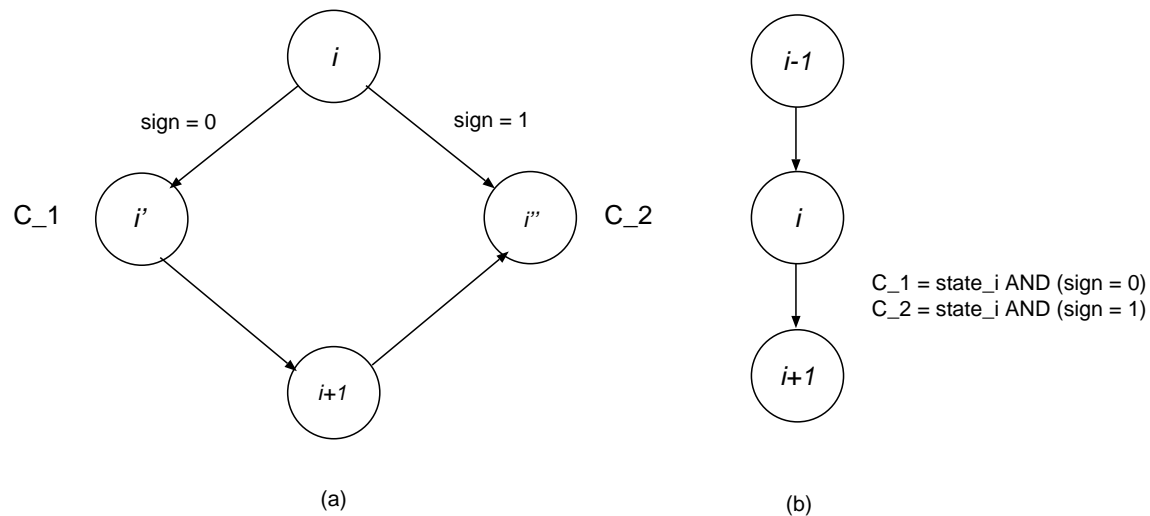 i
i-1
sign = 0
sign = 1
C_1
i'
i''
C_2
i
C_1 = state_i AND (sign = 0)
C_2 = state_i AND (sign = 1)
i+1
i+1
(a)
(b)